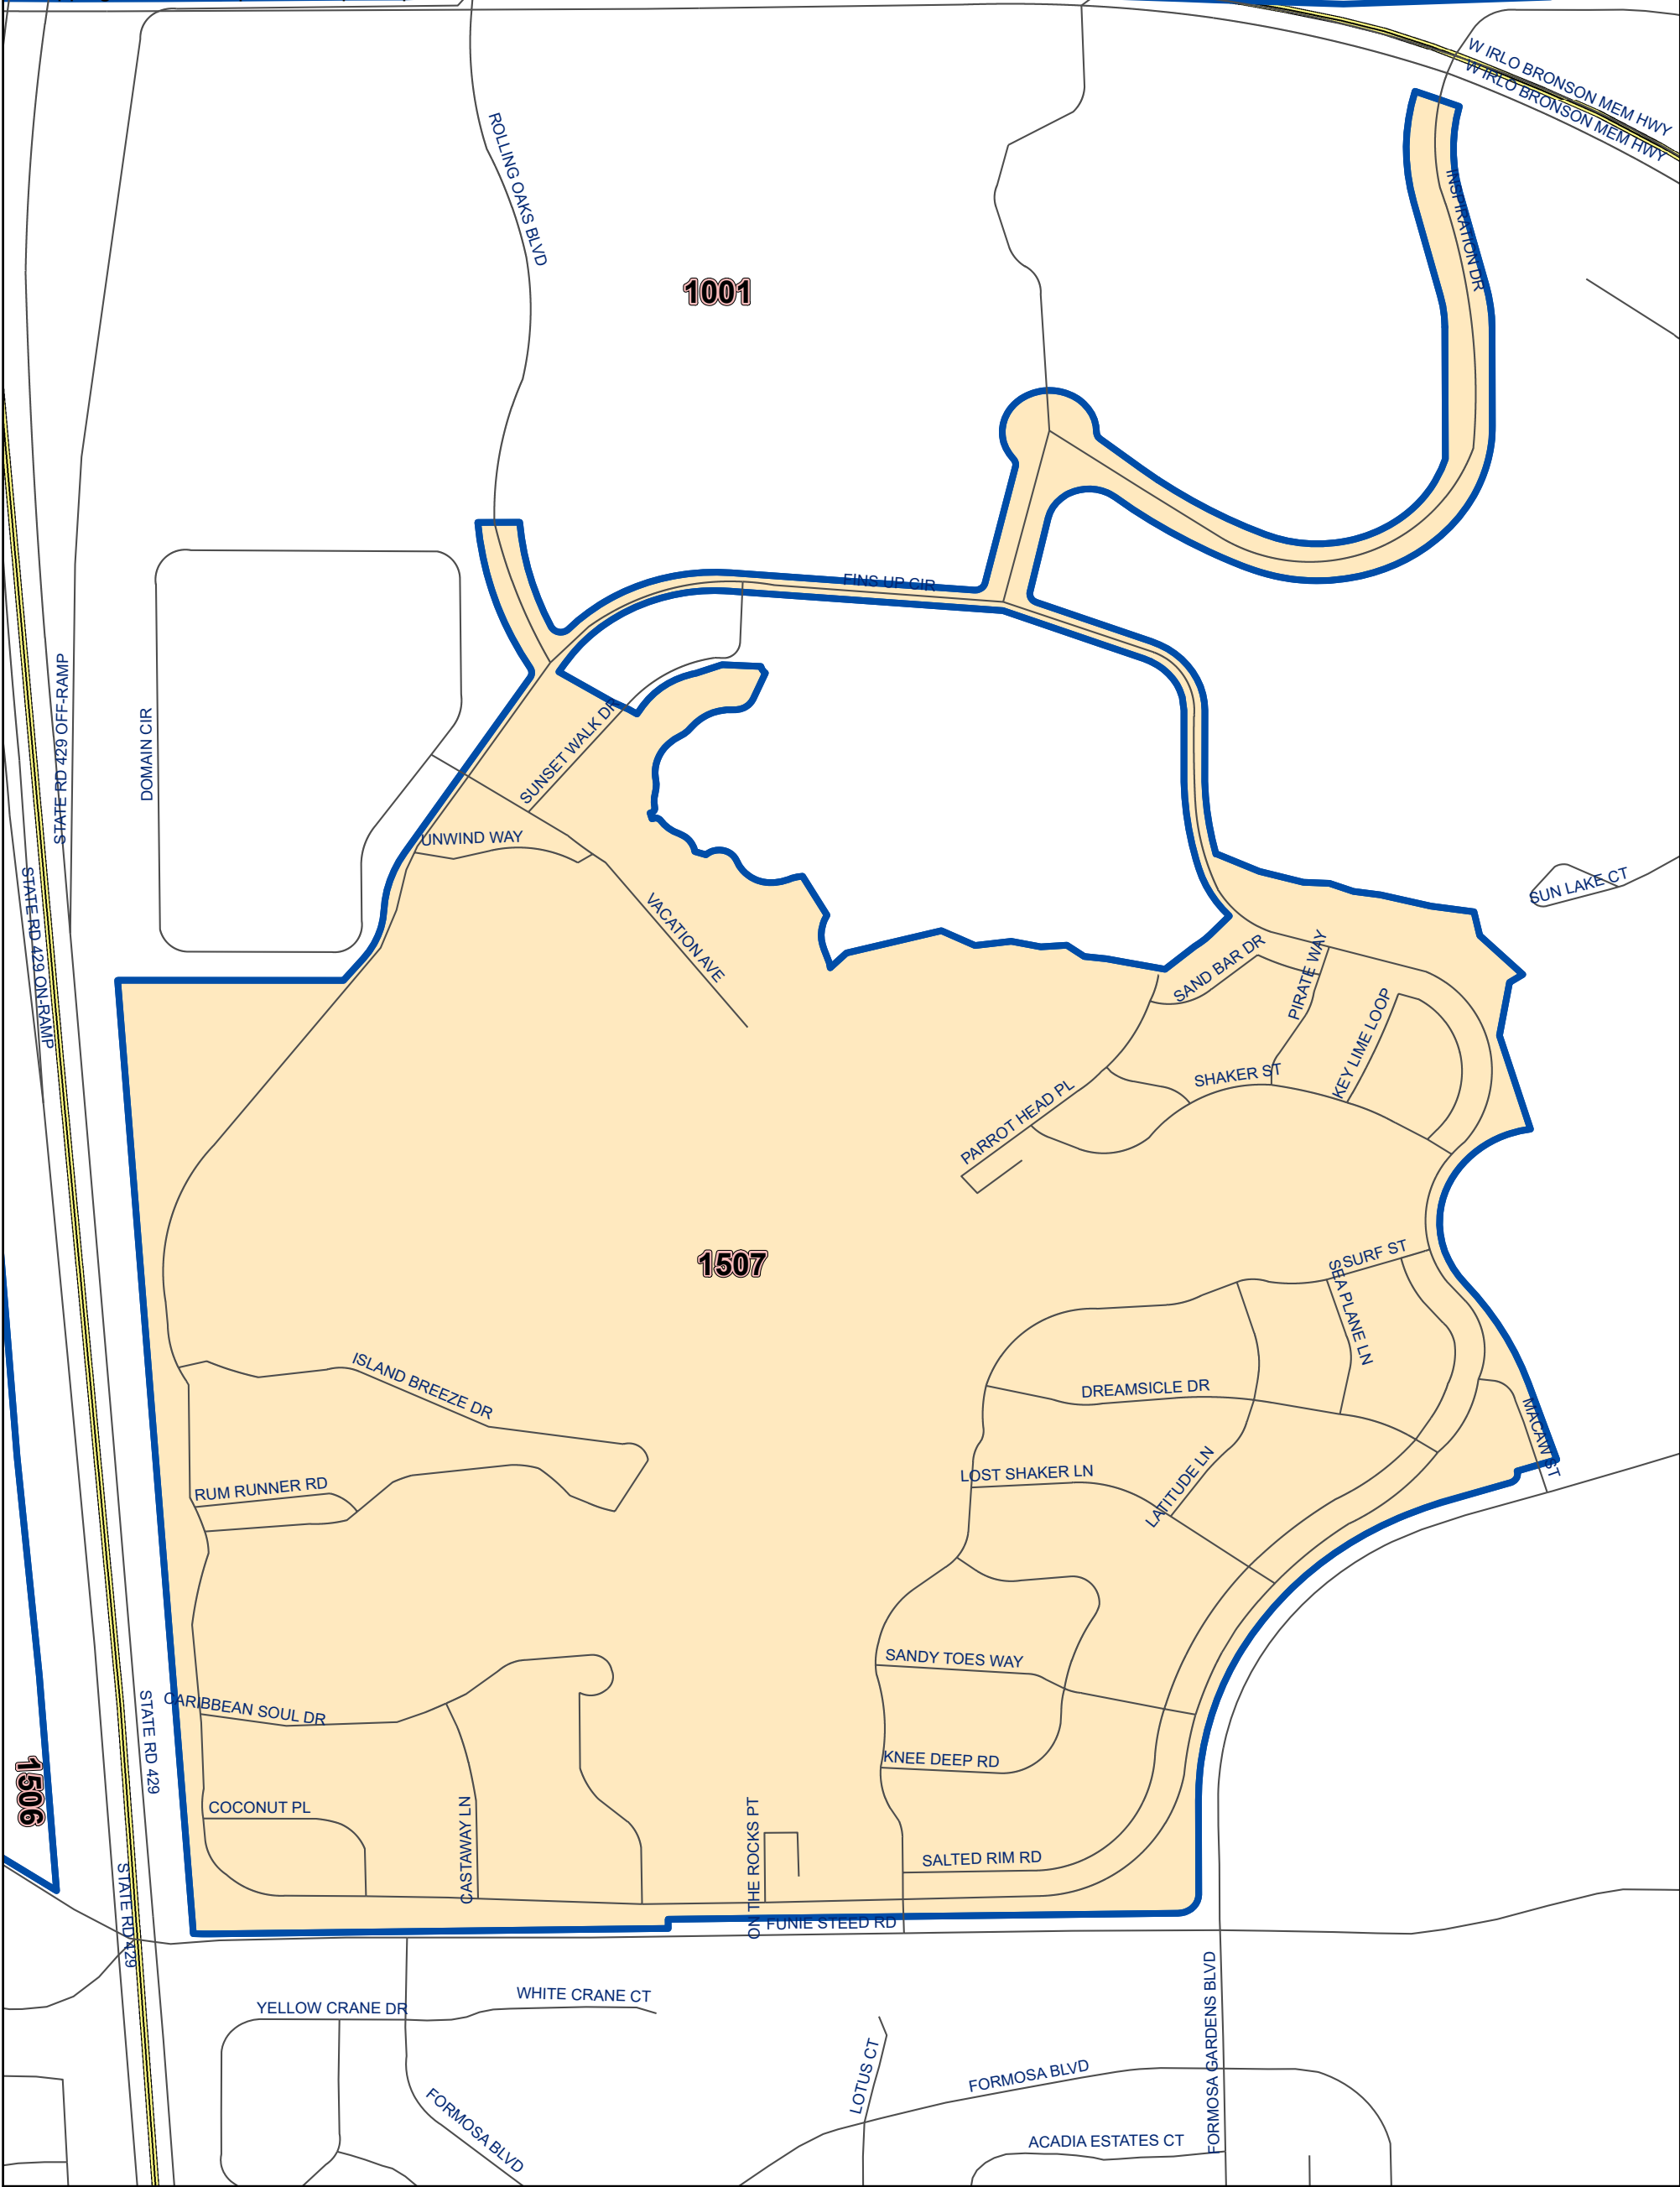 W IRLO BRONSON MEM HWY
W IRLO BRONSON MEM HWY
ROLLING OAKS BLVD
INSPIRATION DR
1001
FINS UP CIR
STATE RD 429 OFF-RAMP
DOMAIN CIR
SUNSET WALK DR
UNWIND WAY
STATE RD 429 ON-RAMP
VACATION AVE
SUN LAKE CT
SAND BAR DR
PIRATE WAY
KEY LIME LOOP
SHAKER ST
PARROT HEAD PL
1507
SURF ST
SEA PLANE LN
ISLAND BREEZE DR
DREAMSICLE DR
MACAW ST
RUM RUNNER RD
LOST SHAKER LN
LATITUDE LN
SANDY TOES WAY
CARIBBEAN SOUL DR
STATE RD 429
KNEE DEEP RD
1506
COCONUT PL
CASTAWAY LN
ON THE ROCKS PT
SALTED RIM RD
STATE RD 429
FUNIE STEED RD
FORMOSA GARDENS BLVD
WHITE CRANE CT
YELLOW CRANE DR
LOTUS CT
FORMOSA BLVD
FORMOSA BLVD
ACADIA ESTATES CT